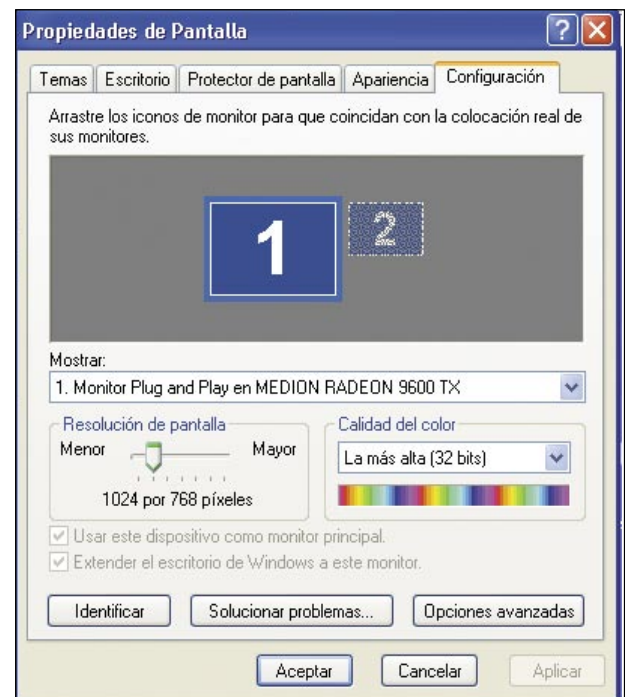 Propiedades de Pantalla
Temas Escritorio Protector de pantalla Apariencia Configuración
Arrastre los iconos de monitor para que coincidan con la colocación real de
sus monitores.
1 2
Mostrar:
1. Monitor Plug and Play en MEDION RADEON 9600 TX
Resolución de pantalla
Menor Mayor
1024 por 768 píxeles
Calidad del color
La más alta (32 bits)
Usar este dispositivo como monitor principal.
Extender el escritorio de Windows a este monitor.
Identificar Solucionar problemas... Opciones avanzadas
Aceptar Cancelar Aplicar